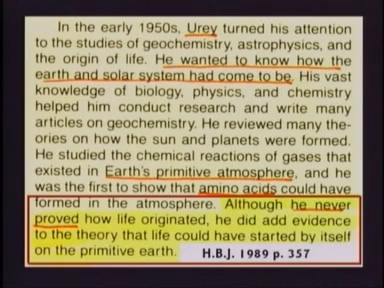 In the early 1950s, Urey turned his attention
to the studies of geochemistry, astrophysics, and
the origin of life. He wanted to know how the
earth and solar system had come to be. His vast
knowledge of biology, physics, and chemistry
helped him conduct research and write many
articles on geochemistry. He reviewed many the-
ories on how the sun and planets were formed.
He studied the chemical reactions of gases that
existed in Earth's primitive atmosphere, and he
was the first to show that amino acids could have
formed in the atmosphere. Although he never
proved how life originated, he did add evidence
to the theory that life could have started by itself
on the primitive earth. H.B.J. 1989 p. 357